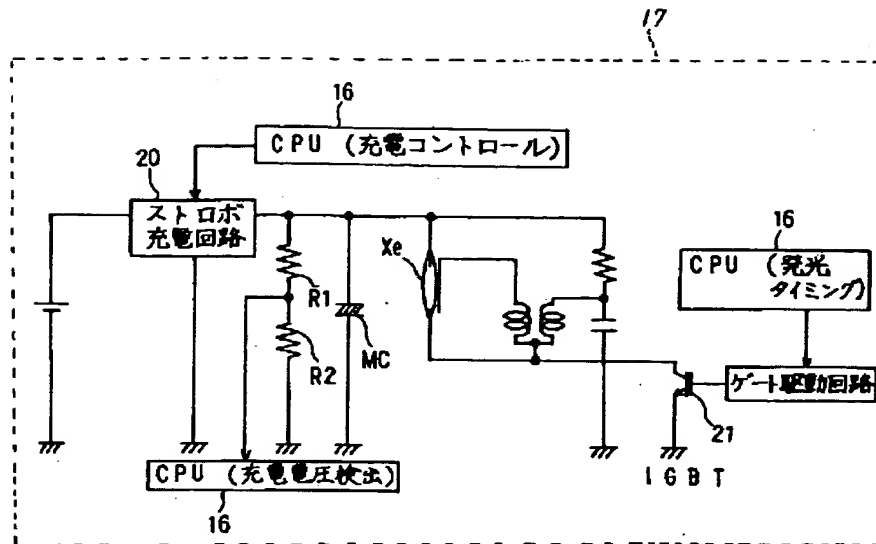 17
16
CPU (充電コントロール)
20
ストロボ
充電回路
R1
R2
MC
Xe
16
CPU (発光
タイミング)
ゲート駆動回路
21
IGBT
CPU (充電電圧検出)
16